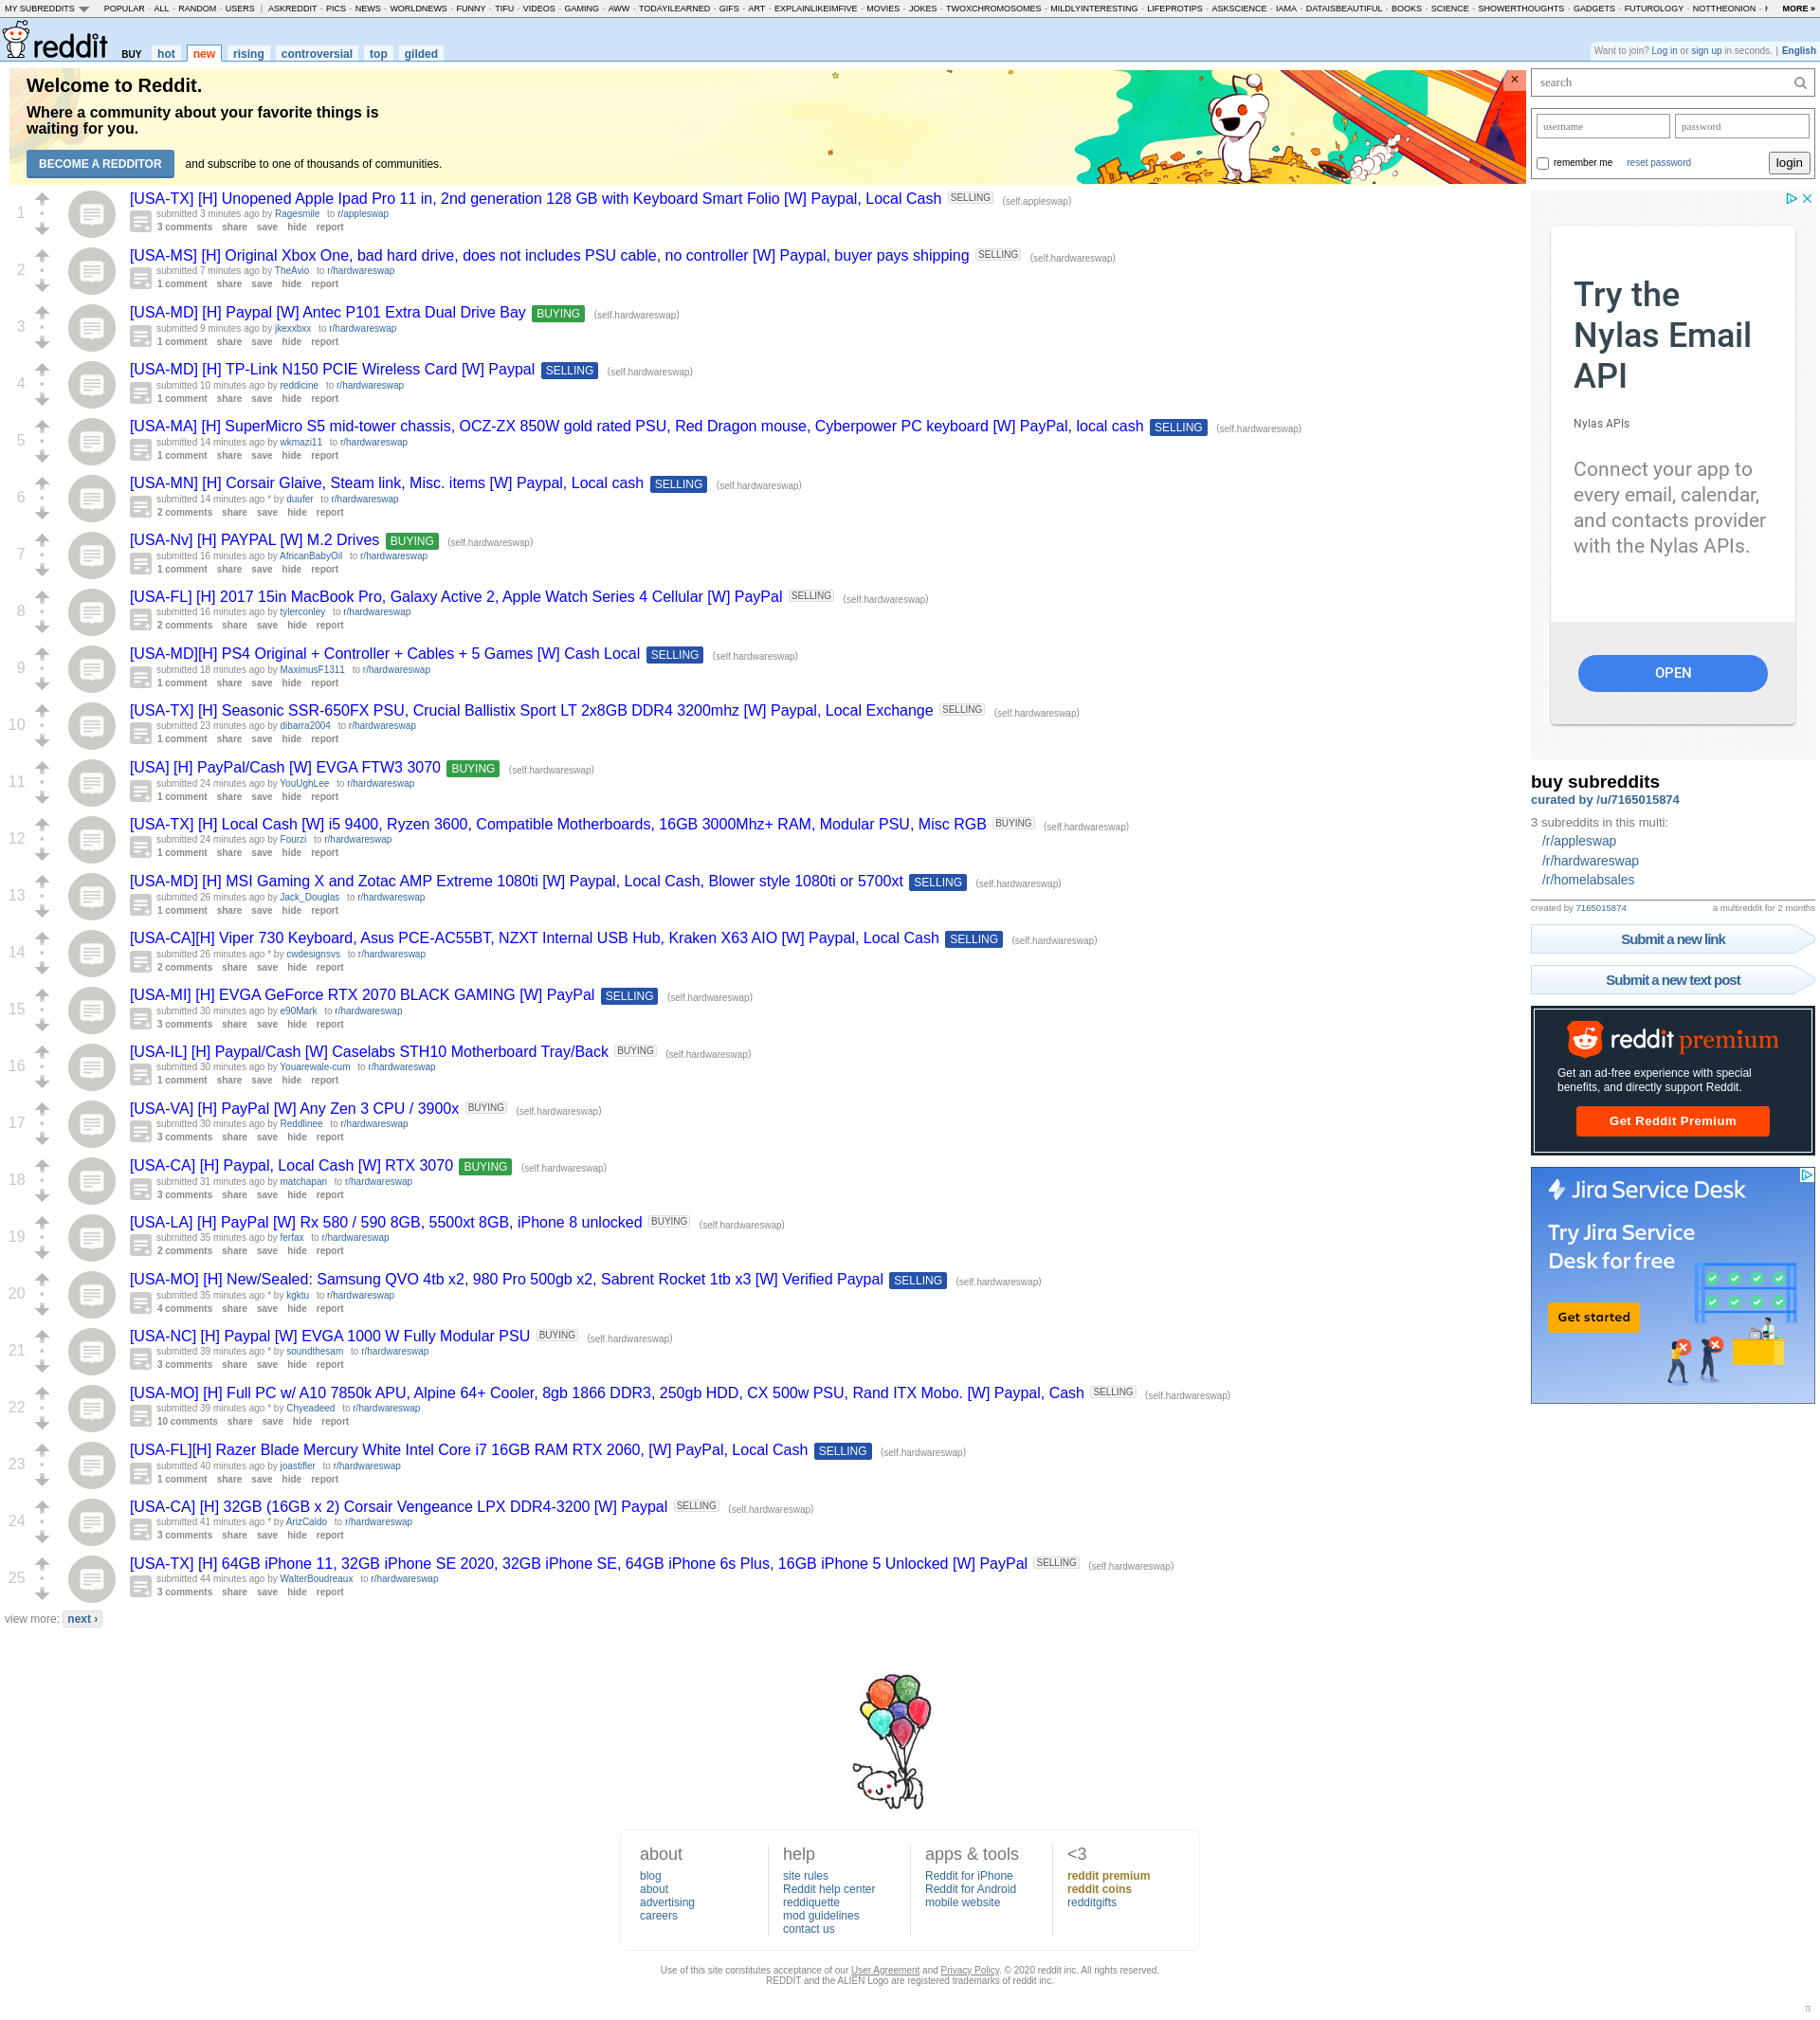 MY SUBREDDITS POPULAR - ALL - RANDOM - USERS | ASKREDDIT - PICS - NEWS - WORLDNEWS - FUNNY - TIFU - VIDEOS - GAMING - AWW - TODAYILEARNED - GIFS - ART - EXPLAINLIKEIMFIVE - MOVIES - JOKES - TWOXCHROMOSOMES - MILDLYINTERESTING - LIFEPROTIPS - ASKSCIENCE - IAMA - DATAISBEAUTIFUL - BOOKS - SCIENCE - SHOWERTHOUGHTS - GADGETS - FUTUROLOGY - NOTTHEONION - MORE »
reddit BUY hot new rising controversial top gilded
Want to join? Log in or sign up in seconds. | English
Welcome to Reddit.
Where a community about your favorite things is
waiting for you.
BECOME A REDDITOR and subscribe to one of thousands of communities.
×
1
[USA-TX] [H] Unopened Apple Ipad Pro 11 in, 2nd generation 128 GB with Keyboard Smart Folio [W] Paypal, Local Cash SELLING (self.appleswap)
submitted 3 minutes ago by Ragesmile to r/appleswap
3 comments share save hide report
2
[USA-MS] [H] Original Xbox One, bad hard drive, does not includes PSU cable, no controller [W] Paypal, buyer pays shipping SELLING (self.hardwareswap)
submitted 7 minutes ago by TheAvio to r/hardwareswap
1 comment share save hide report
3
[USA-MD] [H] Paypal [W] Antec P101 Extra Dual Drive Bay BUYING (self.hardwareswap)
submitted 9 minutes ago by jkexxbxx to r/hardwareswap
1 comment share save hide report
4
[USA-MD] [H] TP-Link N150 PCIE Wireless Card [W] Paypal SELLING (self.hardwareswap)
submitted 10 minutes ago by reddicine to r/hardwareswap
1 comment share save hide report
5
[USA-MA] [H] SuperMicro S5 mid-tower chassis, OCZ-ZX 850W gold rated PSU, Red Dragon mouse, Cyberpower PC keyboard [W] PayPal, local cash SELLING (self.hardwareswap)
submitted 14 minutes ago by wkmazi11 to r/hardwareswap
1 comment share save hide report
6
[USA-MN] [H] Corsair Glaive, Steam link, Misc. items [W] Paypal, Local cash SELLING (self.hardwareswap)
submitted 14 minutes ago * by duufer to r/hardwareswap
2 comments share save hide report
7
[USA-Nv] [H] PAYPAL [W] M.2 Drives BUYING (self.hardwareswap)
submitted 16 minutes ago by AfricanBabyOil to r/hardwareswap
1 comment share save hide report
8
[USA-FL] [H] 2017 15in MacBook Pro, Galaxy Active 2, Apple Watch Series 4 Cellular [W] PayPal SELLING (self.hardwareswap)
submitted 16 minutes ago by tylerconley to r/hardwareswap
2 comments share save hide report
9
[USA-MD][H] PS4 Original + Controller + Cables + 5 Games [W] Cash Local SELLING (self.hardwareswap)
submitted 18 minutes ago by MaximusF1311 to r/hardwareswap
1 comment share save hide report
10
[USA-TX] [H] Seasonic SSR-650FX PSU, Crucial Ballistix Sport LT 2x8GB DDR4 3200mhz [W] Paypal, Local Exchange SELLING (self.hardwareswap)
submitted 23 minutes ago by dibarra2004 to r/hardwareswap
1 comment share save hide report
11
[USA] [H] PayPal/Cash [W] EVGA FTW3 3070 BUYING (self.hardwareswap)
submitted 24 minutes ago by YouUghLee to r/hardwareswap
1 comment share save hide report
12
[USA-TX] [H] Local Cash [W] i5 9400, Ryzen 3600, Compatible Motherboards, 16GB 3000Mhz+ RAM, Modular PSU, Misc RGB BUYING (self.hardwareswap)
submitted 24 minutes ago by Fourzi to r/hardwareswap
1 comment share save hide report
13
[USA-MD] [H] MSI Gaming X and Zotac AMP Extreme 1080ti [W] Paypal, Local Cash, Blower style 1080ti or 5700xt SELLING (self.hardwareswap)
submitted 26 minutes ago by Jack_Douglas to r/hardwareswap
1 comment share save hide report
14
[USA-CA][H] Viper 730 Keyboard, Asus PCE-AC55BT, NZXT Internal USB Hub, Kraken X63 AIO [W] Paypal, Local Cash SELLING (self.hardwareswap)
submitted 26 minutes ago * by cwdesignsvs to r/hardwareswap
2 comments share save hide report
15
[USA-MI] [H] EVGA GeForce RTX 2070 BLACK GAMING [W] PayPal SELLING (self.hardwareswap)
submitted 30 minutes ago by e90Mark to r/hardwareswap
3 comments share save hide report
16
[USA-IL] [H] Paypal/Cash [W] Caselabs STH10 Motherboard Tray/Back BUYING (self.hardwareswap)
submitted 30 minutes ago by Youarewale-cum to r/hardwareswap
1 comment share save hide report
17
[USA-VA] [H] PayPal [W] Any Zen 3 CPU / 3900x BUYING (self.hardwareswap)
submitted 30 minutes ago by Reddlinee to r/hardwareswap
3 comments share save hide report
18
[USA-CA] [H] Paypal, Local Cash [W] RTX 3070 BUYING (self.hardwareswap)
submitted 31 minutes ago by matchapan to r/hardwareswap
3 comments share save hide report
19
[USA-LA] [H] PayPal [W] Rx 580 / 590 8GB, 5500xt 8GB, iPhone 8 unlocked BUYING (self.hardwareswap)
submitted 35 minutes ago by ferfax to r/hardwareswap
2 comments share save hide report
20
[USA-MO] [H] New/Sealed: Samsung QVO 4tb x2, 980 Pro 500gb x2, Sabrent Rocket 1tb x3 [W] Verified Paypal SELLING (self.hardwareswap)
submitted 35 minutes ago * by kgktu to r/hardwareswap
4 comments share save hide report
21
[USA-NC] [H] Paypal [W] EVGA 1000 W Fully Modular PSU BUYING (self.hardwareswap)
submitted 39 minutes ago * by soundthesam to r/hardwareswap
3 comments share save hide report
22
[USA-MO] [H] Full PC w/ A10 7850k APU, Alpine 64+ Cooler, 8gb 1866 DDR3, 250gb HDD, CX 500w PSU, Rand ITX Mobo. [W] Paypal, Cash SELLING (self.hardwareswap)
submitted 39 minutes ago * by Chyeadeed to r/hardwareswap
10 comments share save hide report
23
[USA-FL][H] Razer Blade Mercury White Intel Core i7 16GB RAM RTX 2060, [W] PayPal, Local Cash SELLING (self.hardwareswap)
submitted 40 minutes ago by joastifler to r/hardwareswap
1 comment share save hide report
24
[USA-CA] [H] 32GB (16GB x 2) Corsair Vengeance LPX DDR4-3200 [W] Paypal SELLING (self.hardwareswap)
submitted 41 minutes ago * by ArizCaldo to r/hardwareswap
3 comments share save hide report
25
[USA-TX] [H] 64GB iPhone 11, 32GB iPhone SE 2020, 32GB iPhone SE, 64GB iPhone 6s Plus, 16GB iPhone 5 Unlocked [W] PayPal SELLING (self.hardwareswap)
submitted 44 minutes ago by WalterBoudreaux to r/hardwareswap
3 comments share save hide report
view more: next ›
search
username password
remember me reset password login
Try the
Nylas Email
API
Nylas APIs
Connect your app to
every email, calendar,
and contacts provider
with the Nylas APIs.
OPEN
buy subreddits
curated by /u/7165015874
3 subreddits in this multi:
/r/appleswap
/r/hardwareswap
/r/homelabsales
created by 7165015874 a multireddit for 2 months
Submit a new link
Submit a new text post
reddit premium
Get an ad-free experience with special
benefits, and directly support Reddit.
Get Reddit Premium
Jira Service Desk
Try Jira Service
Desk for free
Get started
about
blog
about
advertising
careers
help
site rules
Reddit help center
reddiquette
mod guidelines
contact us
apps & tools
Reddit for iPhone
Reddit for Android
mobile website
<3
reddit premium
reddit coins
redditgifts
Use of this site constitutes acceptance of our User Agreement and Privacy Policy. © 2020 reddit inc. All rights reserved.
REDDIT and the ALIEN Logo are registered trademarks of reddit inc.
π